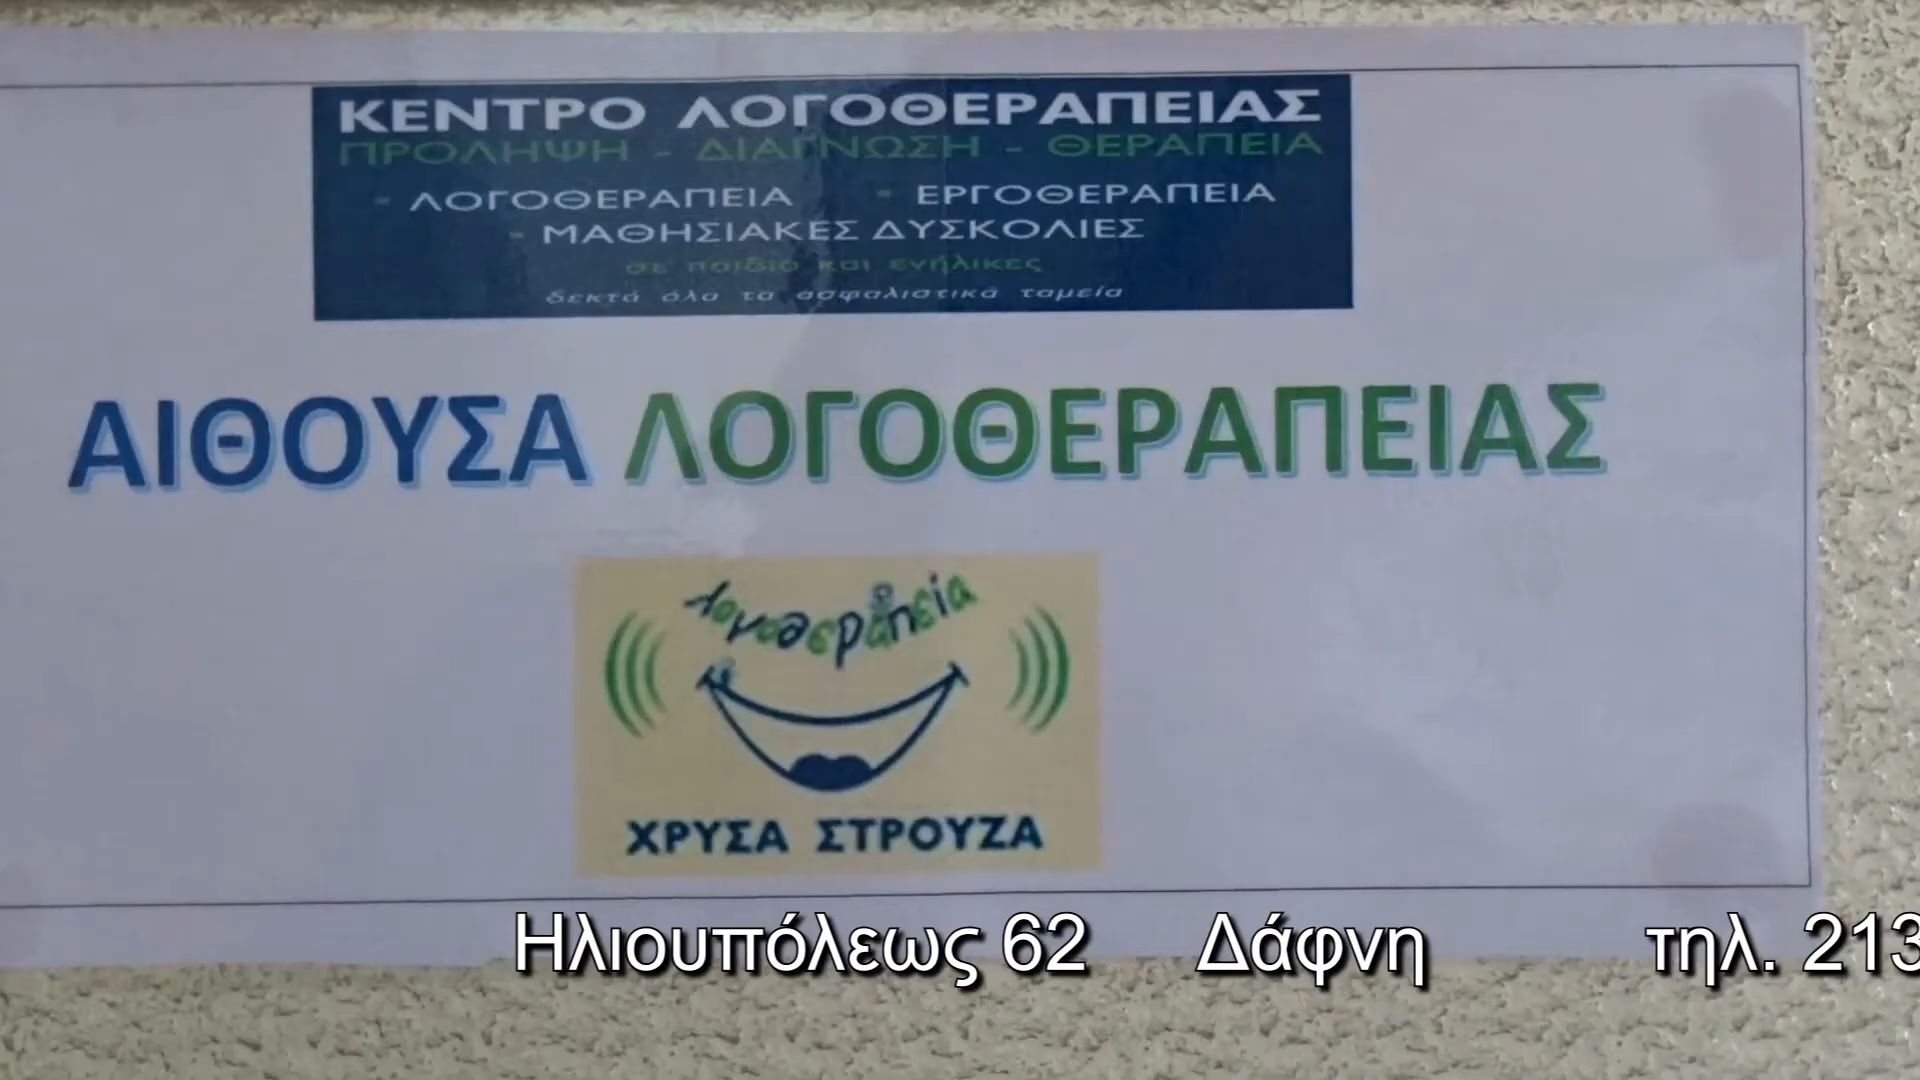 ΚΕΝΤΡΟ ΛΟΓΟΘΕΡΑΠΕΙΑΣ
ΠΡΟΛΗΨΗ - ΔΙΑΓΝΩΣΗ - ΘΕΡΑΠΕΙΑ
- ΛΟΓΟΘΕΡΑΠΕΙΑ - ΕΡΓΟΘΕΡΑΠΕΙΑ
- ΜΑΘΗΣΙΑΚΕΣ ΔΥΣΚΟΛΙΕΣ
σε παιδιά και ενήλικες
δεκτά όλα τα ασφαλιστικά ταμεία
ΑΙΘΟΥΣΑ ΛΟΓΟΘΕΡΑΠΕΙΑΣ
λογοθεραπεία
ΧΡΥΣΑ ΣΤΡΟΥΖΑ
Ηλιουπόλεως 62 Δάφνη τηλ. 213